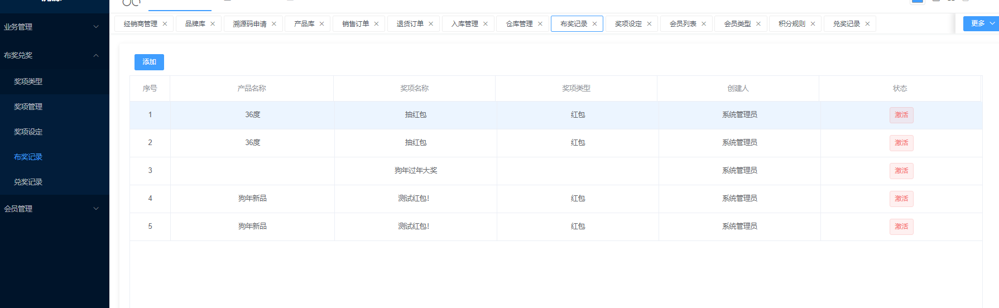 业务管理
布奖兑奖
奖项类型
奖项管理
奖项设定
布奖记录
兑奖记录
会员管理
经销商管理 品牌库 溯源码申请 产品库 销售订单 退货订单 入库管理 仓库管理 布奖记录 奖项设定 会员列表 会员类型 积分规则 兑奖记录 更多
添加
序号 产品名称 奖项名称 奖项类型 创建人 状态
1 36度 抽红包 红包 系统管理员 激活
2 36度 抽红包 红包 系统管理员 激活
3 狗年过年大奖 系统管理员 激活
4 狗年新品 测试红包! 红包 系统管理员 激活
5 狗年新品 测试红包! 红包 系统管理员 激活